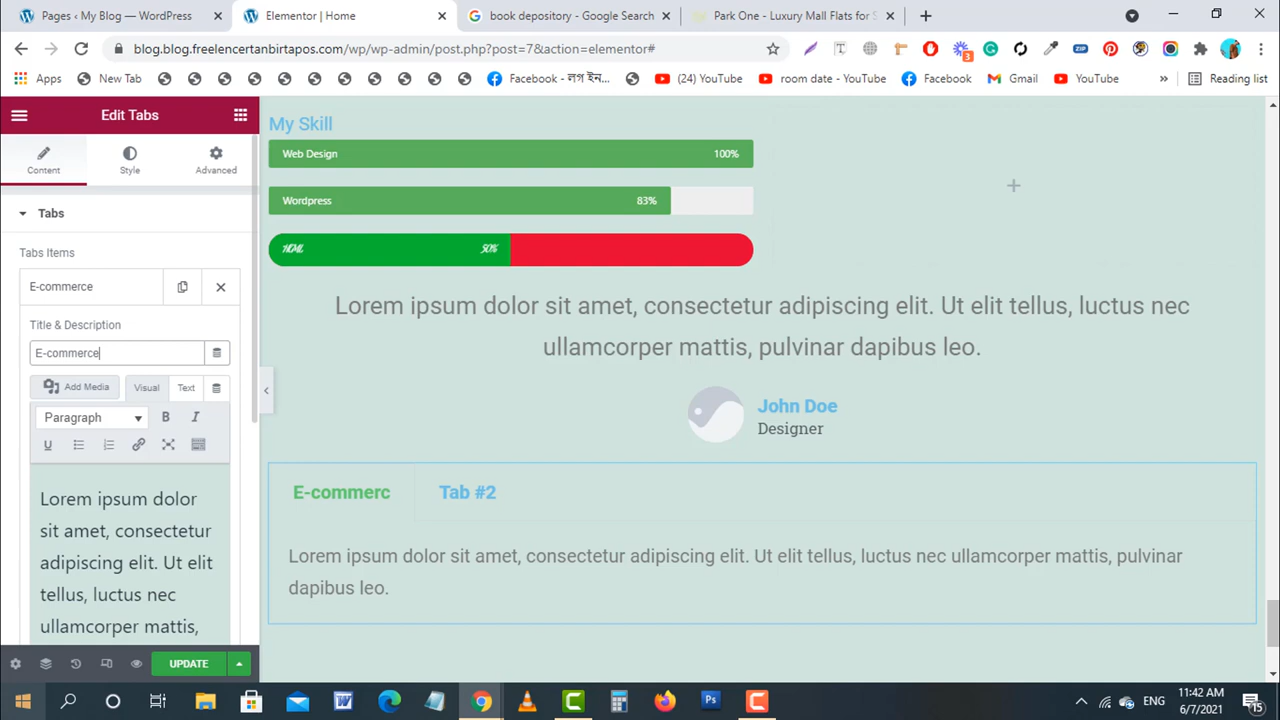 Pages ‹ My Blog — WordPress
Elementor | Home
book depository - Google Search
Park One - Luxury Mall Flats for S
blog.blog.freelencertanbirtapos.com/wp/wp-admin/post.php?post=7&action=elementor#
3
ZIP
Apps
New Tab
Facebook - লগ ইন...
(24) YouTube
room date - YouTube
Facebook
Gmail
YouTube
»
Reading list
Edit Tabs
Content
Style
Advanced
Tabs
Tabs Items
E-commerce
Title & Description
E-commerce
Add Media
Visual
Text
Paragraph
B
I
U
Lorem ipsum dolor
sit amet, consectetur
adipiscing elit. Ut elit
tellus, luctus nec
ullamcorper mattis,
UPDATE
My Skill
Web Design 100%
Wordpress 83%
HTML 50%
Lorem ipsum dolor sit amet, consectetur adipiscing elit. Ut elit tellus, luctus nec
ullamcorper mattis, pulvinar dapibus leo.
John Doe
Designer
E-commerc
Tab #2
Lorem ipsum dolor sit amet, consectetur adipiscing elit. Ut elit tellus, luctus nec ullamcorper mattis, pulvinar
dapibus leo.
ENG
11:42 AM
6/7/2021
15